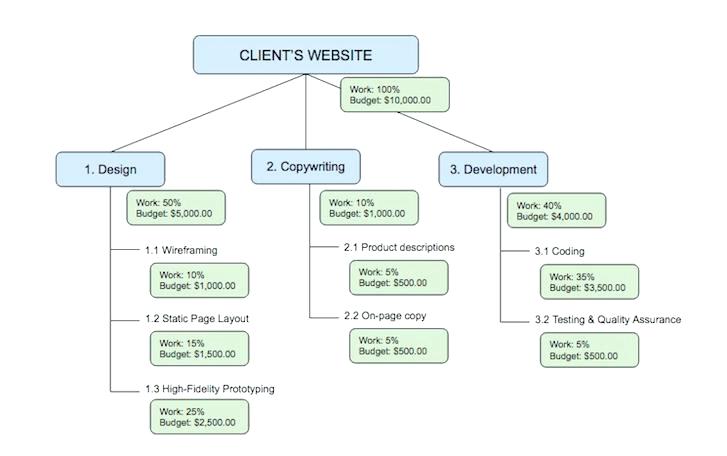 CLIENT'S WEBSITE
Work: 100%
Budget: $10,000.00
1. Design
Work: 50%
Budget: $5,000.00
1.1 Wireframing
Work: 10%
Budget: $1,000.00
1.2 Static Page Layout
Work: 15%
Budget: $1,500.00
1.3 High-Fidelity Prototyping
Work: 25%
Budget: $2,500.00
2. Copywriting
Work: 10%
Budget: $1,000.00
2.1 Product descriptions
Work: 5%
Budget: $500.00
2.2 On-page copy
Work: 5%
Budget: $500.00
3. Development
Work: 40%
Budget: $4,000.00
3.1 Coding
Work: 35%
Budget: $3,500.00
3.2 Testing & Quality Assurance
Work: 5%
Budget: $500.00